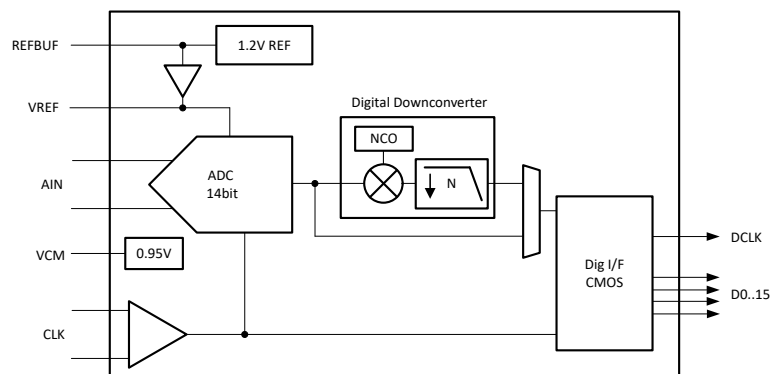 REFBUF
1.2V REF
VREF
Digital Downconverter
NCO
ADC
14bit
N
AIN
VCM
0.95V
Dig I/F
CMOS
DCLK
D0..15
CLK